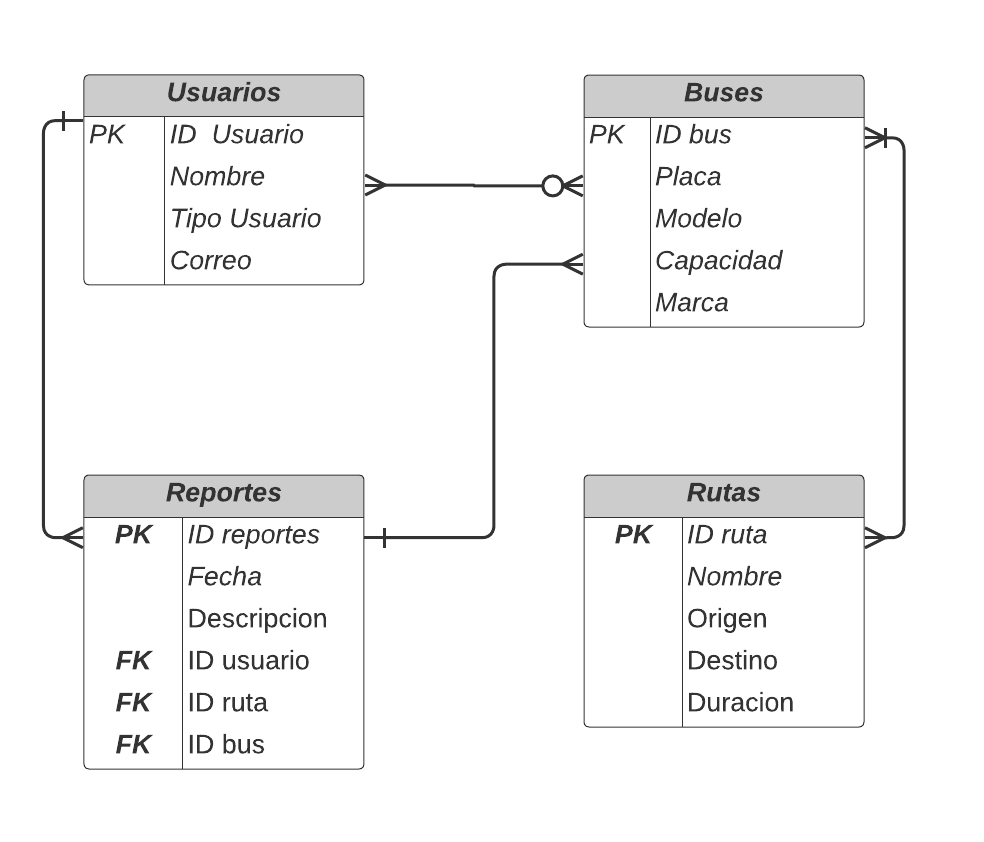 Usuarios
PK ID Usuario
Nombre
Tipo Usuario
Correo
Buses
PK ID bus
Placa
Modelo
Capacidad
Marca
Reportes
PK ID reportes
Fecha
Descripcion
FK ID usuario
FK ID ruta
FK ID bus
Rutas
PK ID ruta
Nombre
Origen
Destino
Duracion